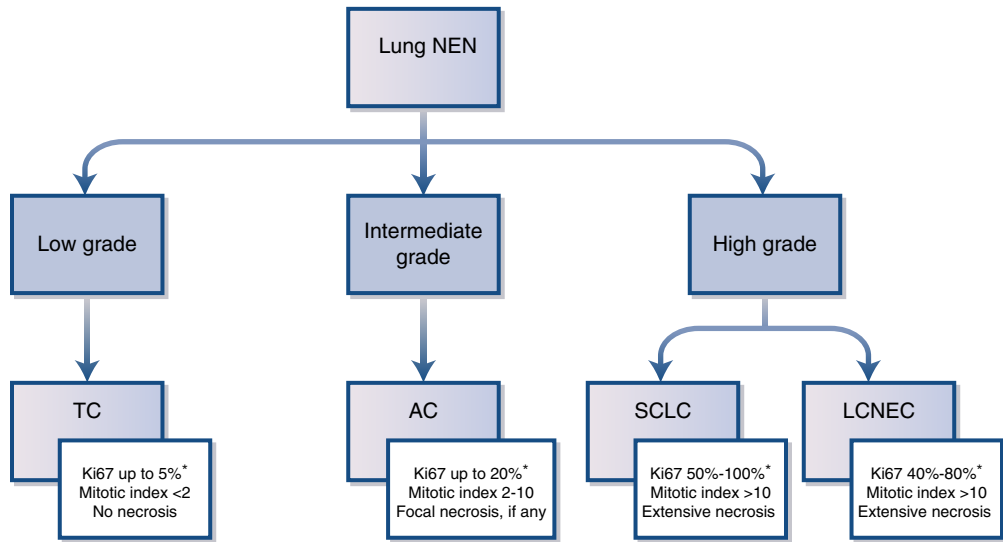 Lung NEN
Low grade
Intermediate
grade
High grade
TC
Ki67 up to 5%*
Mitotic index <2
No necrosis
AC
Ki67 up to 20%*
Mitotic index 2-10
Focal necrosis, if any
SCLC
Ki67 50%-100%*
Mitotic index >10
Extensive necrosis
LCNEC
Ki67 40%-80%*
Mitotic index >10
Extensive necrosis